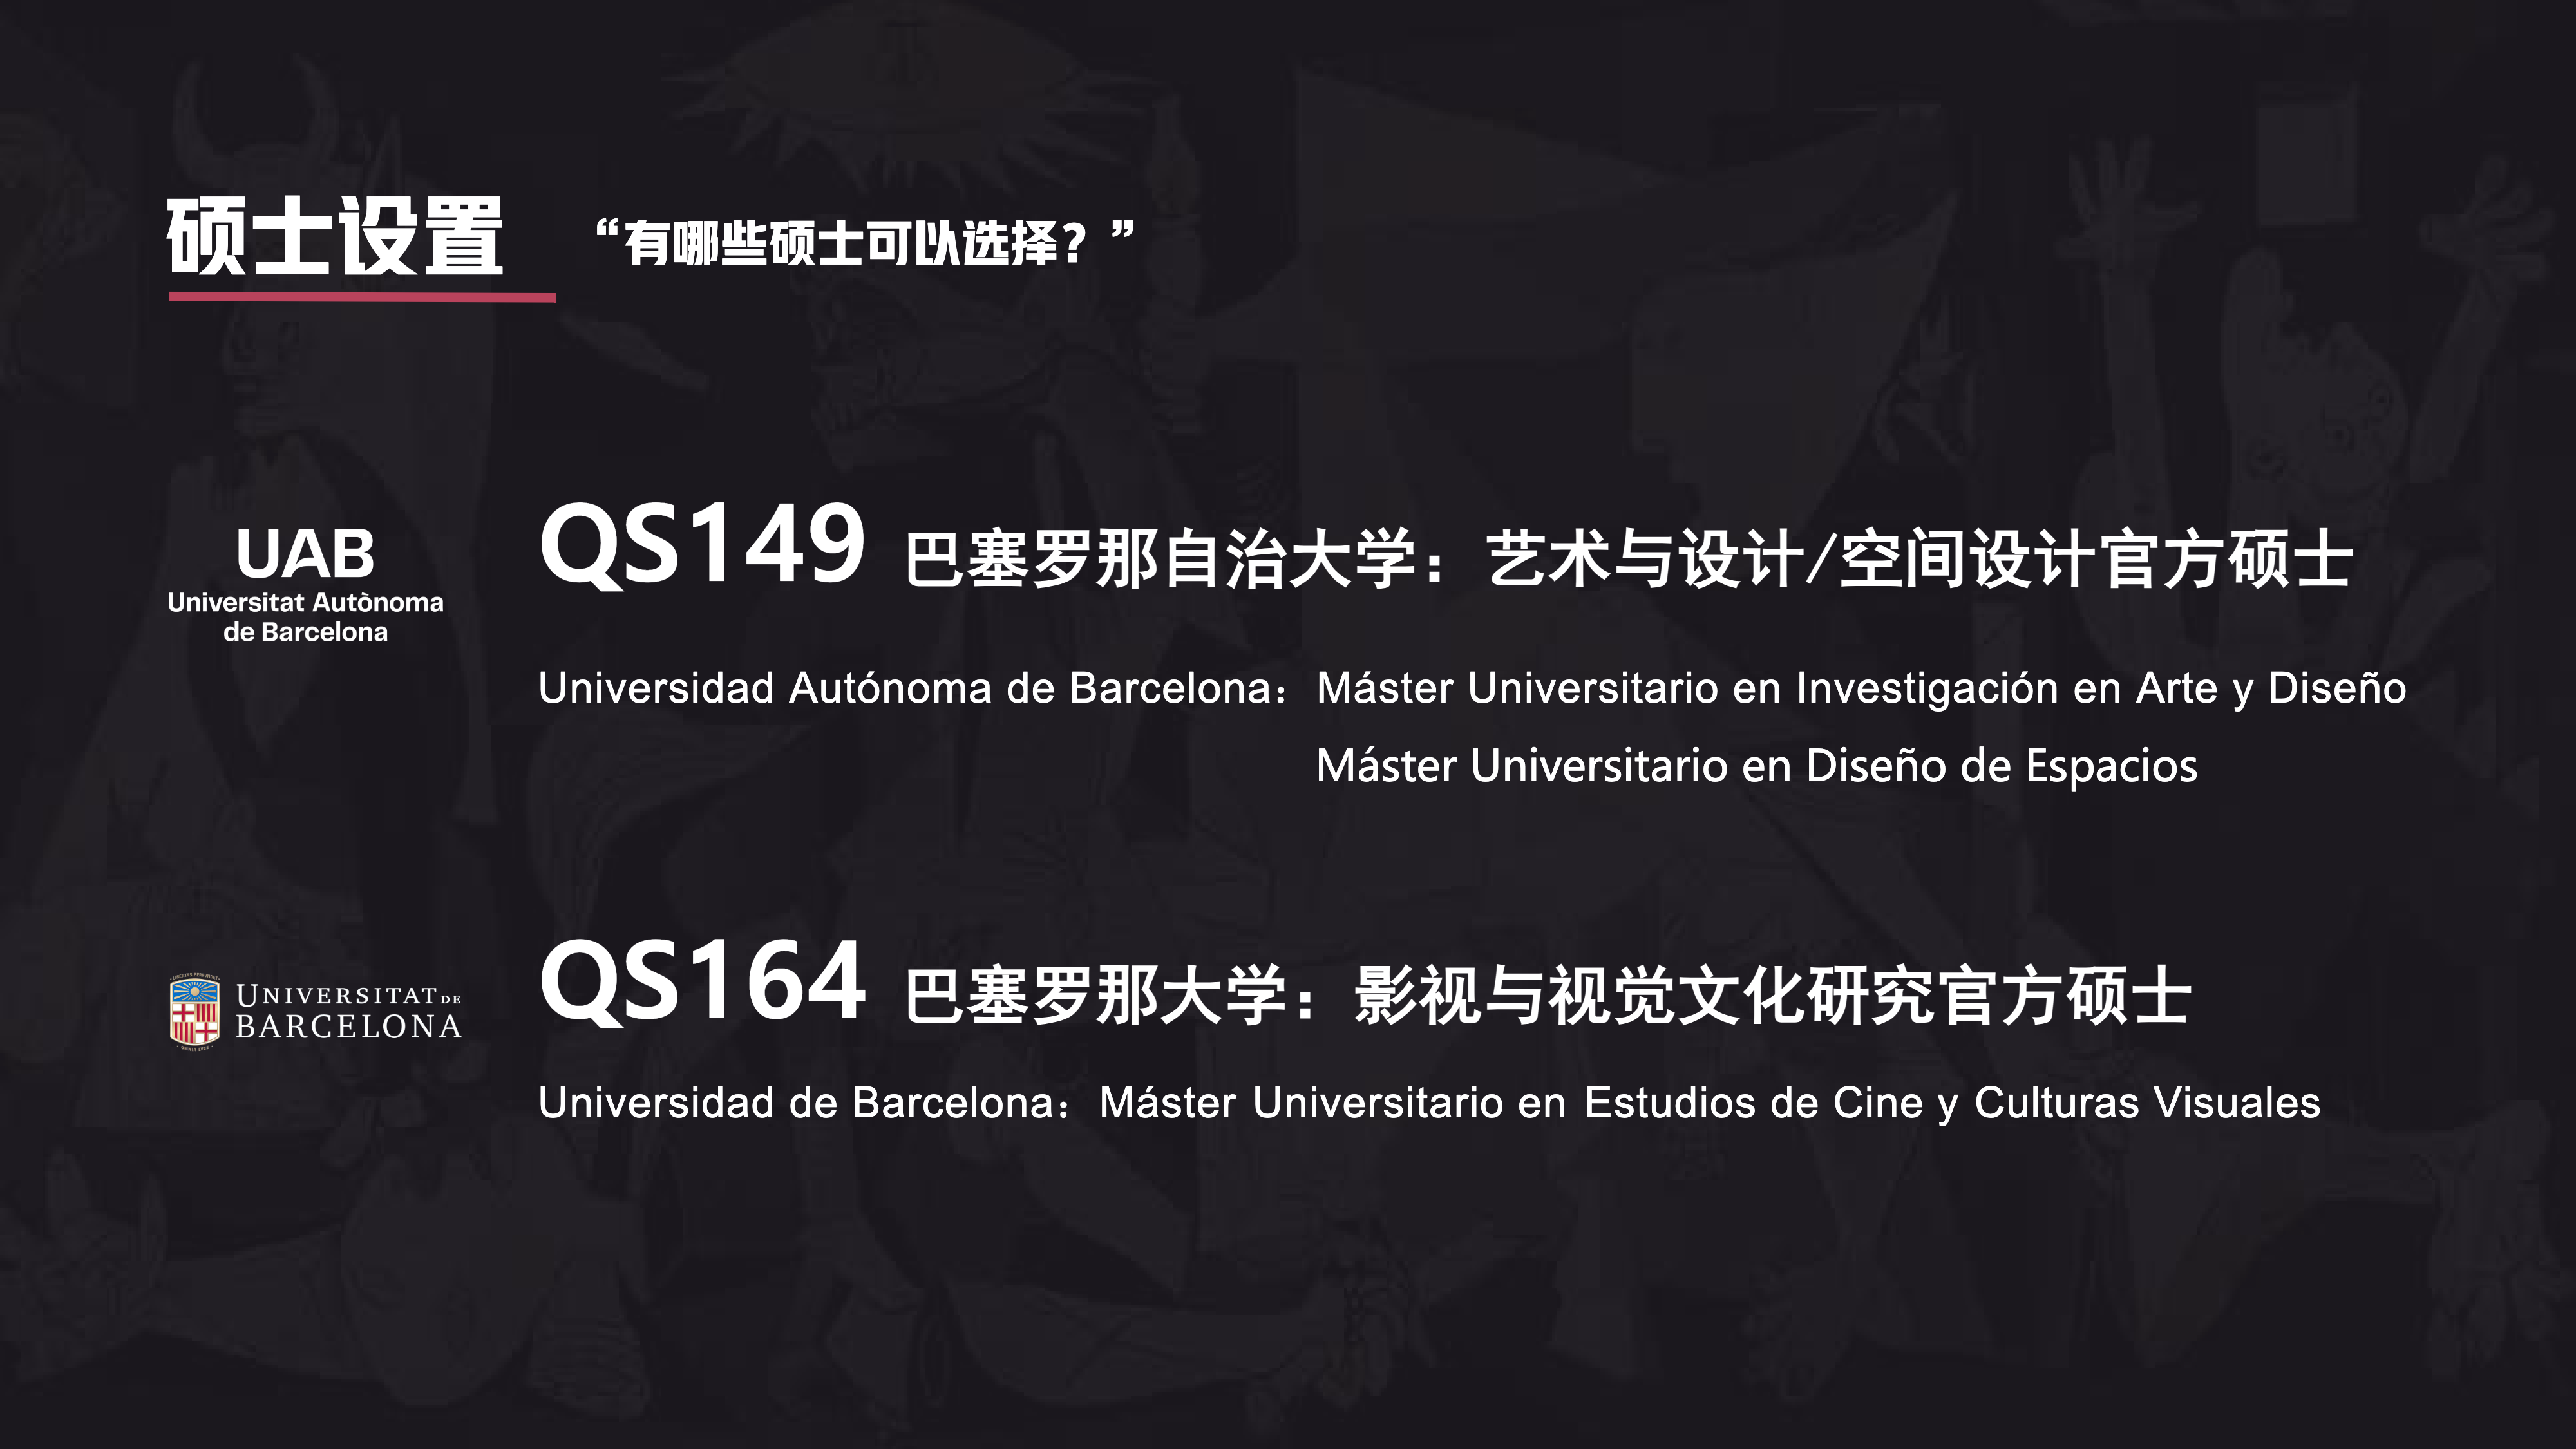 硕士设置
“有哪些硕士可以选择？”
UAB
Universitat Autònoma
de Barcelona
QS149 巴塞罗那自治大学：艺术与设计/空间设计官方硕士
Universidad Autónoma de Barcelona：Máster Universitario en Investigación en Arte y Diseño
Máster Universitario en Diseño de Espacios
UNIVERSITAT DE
BARCELONA
QS164 巴塞罗那大学：影视与视觉文化研究官方硕士
Universidad de Barcelona：Máster Universitario en Estudios de Cine y Culturas Visuales